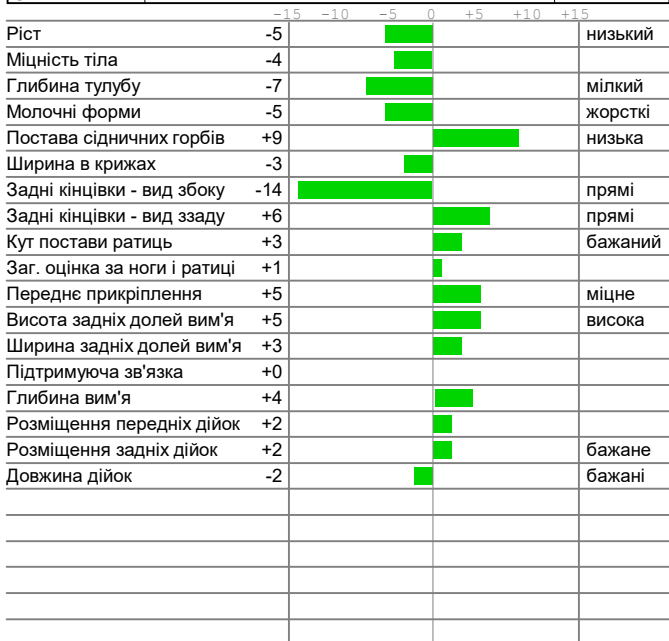 -15 -10 -5 0 +5 +10 +15
Ріст -5 низький
Міцність тіла -4
Глибина тулубу -7 мілкий
Молочні форми -5 жорсткі
Постава сідничних горбів +9 низька
Ширина в крижах -3
Задні кінцівки - вид збоку -14 прямі
Задні кінцівки - вид ззаду +6 прямі
Кут постави ратиць +3 бажаний
Заг. оцінка за ноги і ратиці +1
Переднє прикріплення +5 міцне
Висота задніх долей вим'я +5 висока
Ширина задніх долей вим'я +3
Підтримуюча зв'язка +0
Глибина вим'я +4
Розміщення передніх дійок +2
Розміщення задніх дійок +2 бажане
Довжина дійок -2 бажані